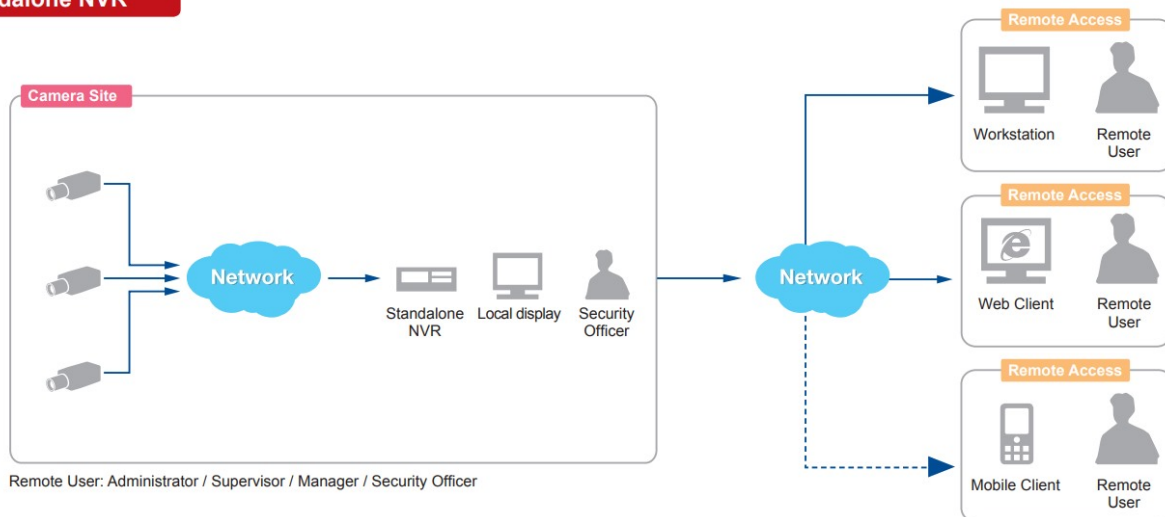 NVR
Camera Site
Network
Standalone
NVR
Local display
Security
Officer
Remote User: Administrator / Supervisor / Manager / Security Officer
Network
Remote Access
Workstation
Remote
User
Remote Access
Web Client
Remote
User
Remote Access
Mobile Client
Remote
User